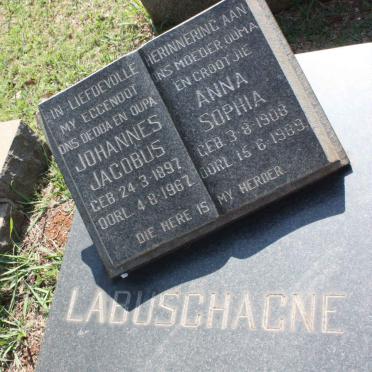 IN LIEFDEVOLLE
MY EGGENOOT
ONS DEDDA EN OUPA
JOHANNES
JACOBUS
GEB. 24-3-1897
OORL. 4-8-1967
HERINNERING AAN
ONS MOEDER, OUMA
EN GROOTJIE
ANNA
SOPHIA
GEB. 3-8-1908
OORL. 15-6-1989
DIE HERE IS MY HERDER.
LABUSCHAGNE